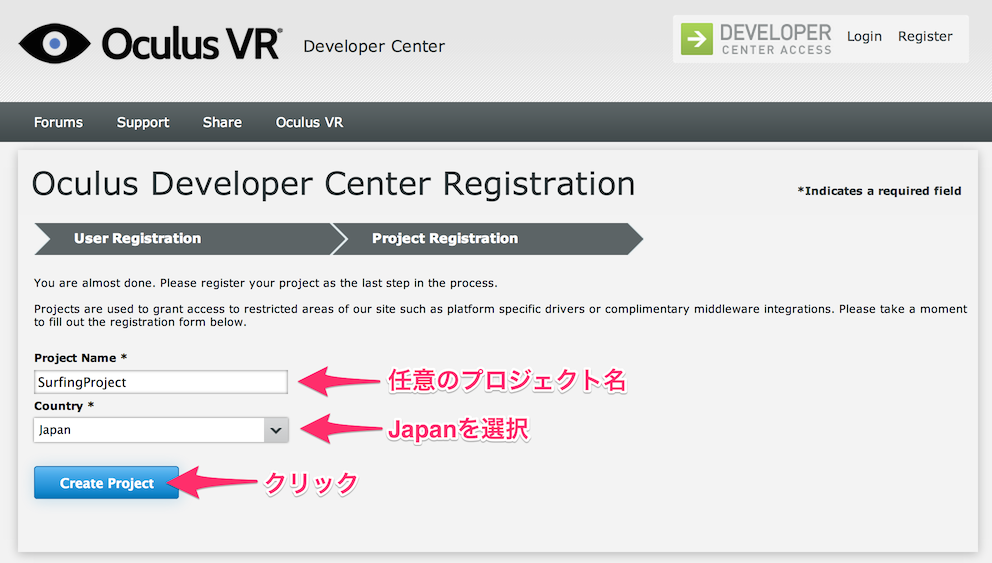 Oculus VR® Developer Center
DEVELOPER
CENTER ACCESS
Login Register
Forums Support Share Oculus VR
Oculus Developer Center Registration
*Indicates a required field
User Registration Project Registration
You are almost done. Please register your project as the last step in the process.
Projects are used to grant access to restricted areas of our site such as platform specific drivers or complimentary middleware integrations. Please take a moment
to fill out the registration form below.
Project Name *
SurfingProject 任意のプロジェクト名
Country *
Japan Japanを選択
Create Project クリック